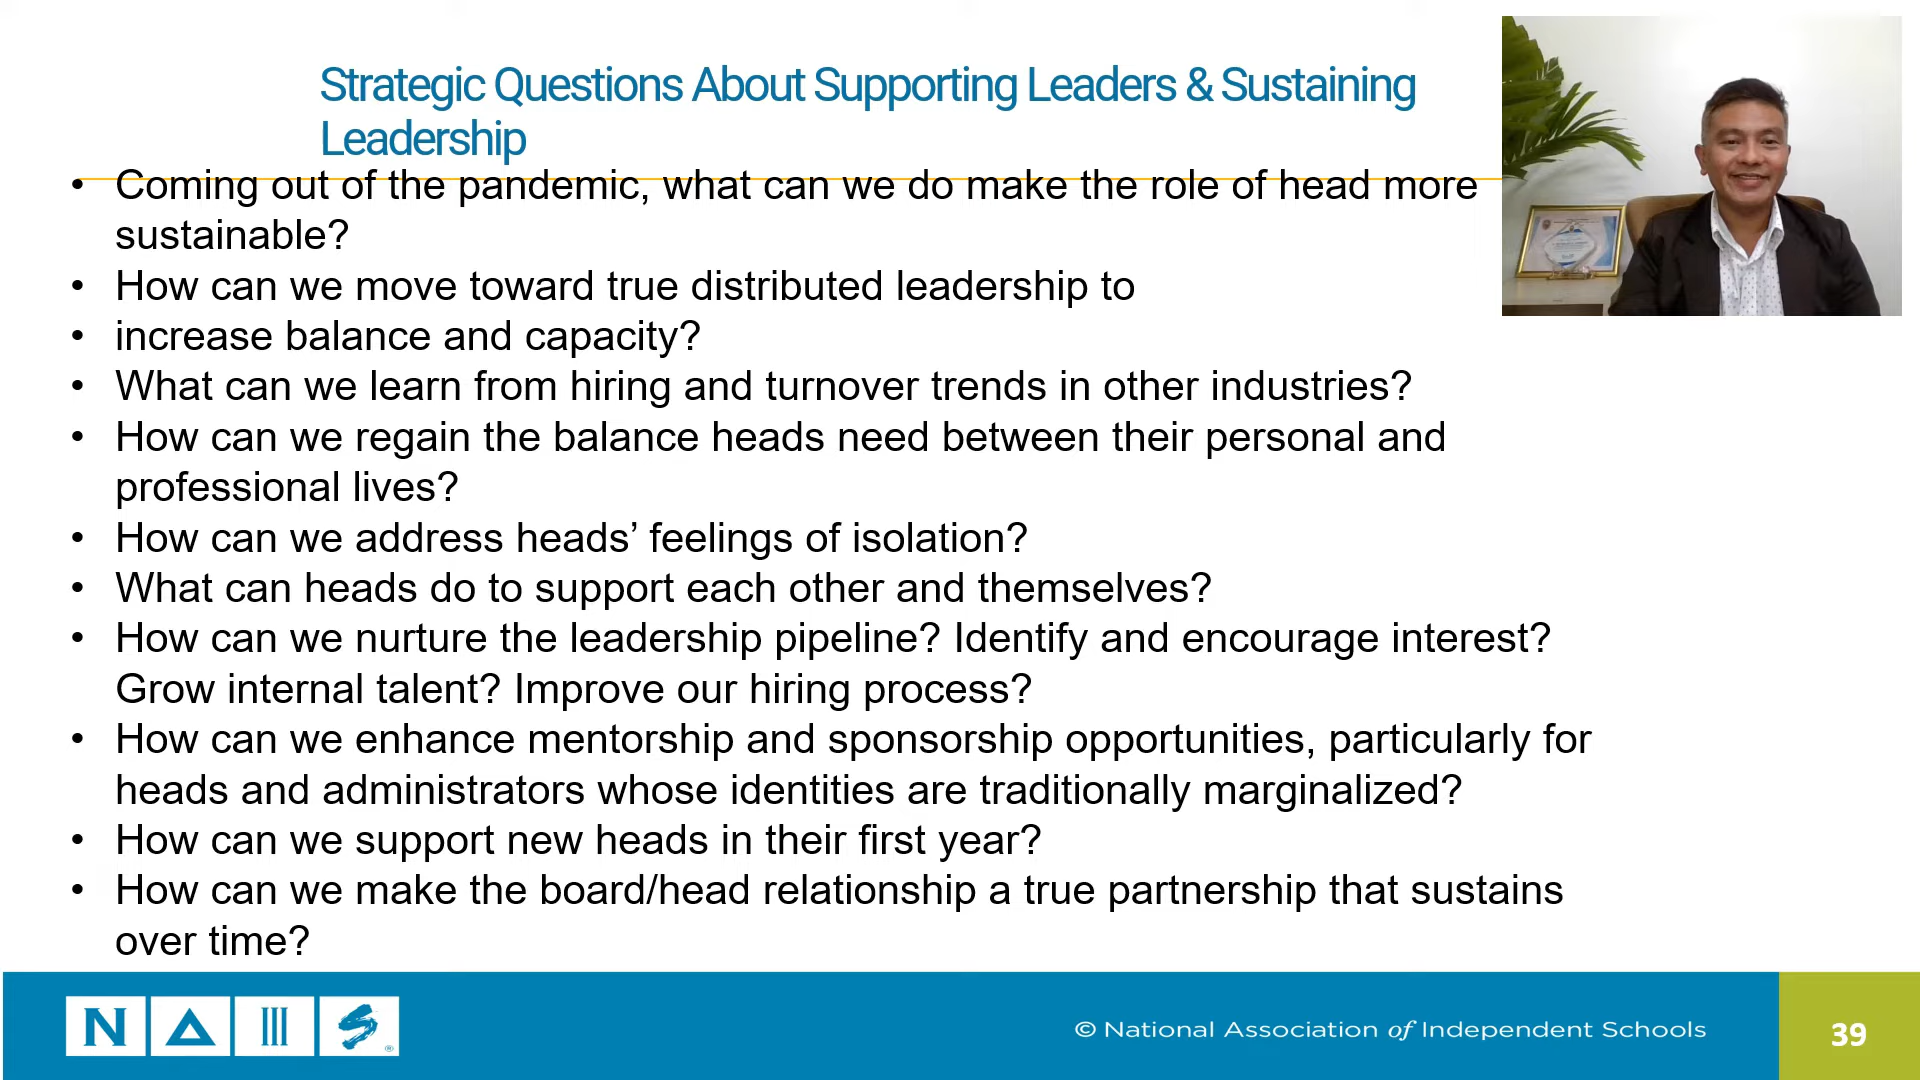 Strategic Questions About Supporting Leaders & Sustaining
Leadership
• Coming out of the pandemic, what can we do make the role of head more
sustainable?
• How can we move toward true distributed leadership to
• increase balance and capacity?
• What can we learn from hiring and turnover trends in other industries?
• How can we regain the balance heads need between their personal and
professional lives?
• How can we address heads’ feelings of isolation?
• What can heads do to support each other and themselves?
• How can we nurture the leadership pipeline? Identify and encourage interest?
Grow internal talent? Improve our hiring process?
• How can we enhance mentorship and sponsorship opportunities, particularly for
heads and administrators whose identities are traditionally marginalized?
• How can we support new heads in their first year?
• How can we make the board/head relationship a true partnership that sustains
over time?
NAIS®
© National Association of Independent Schools
39